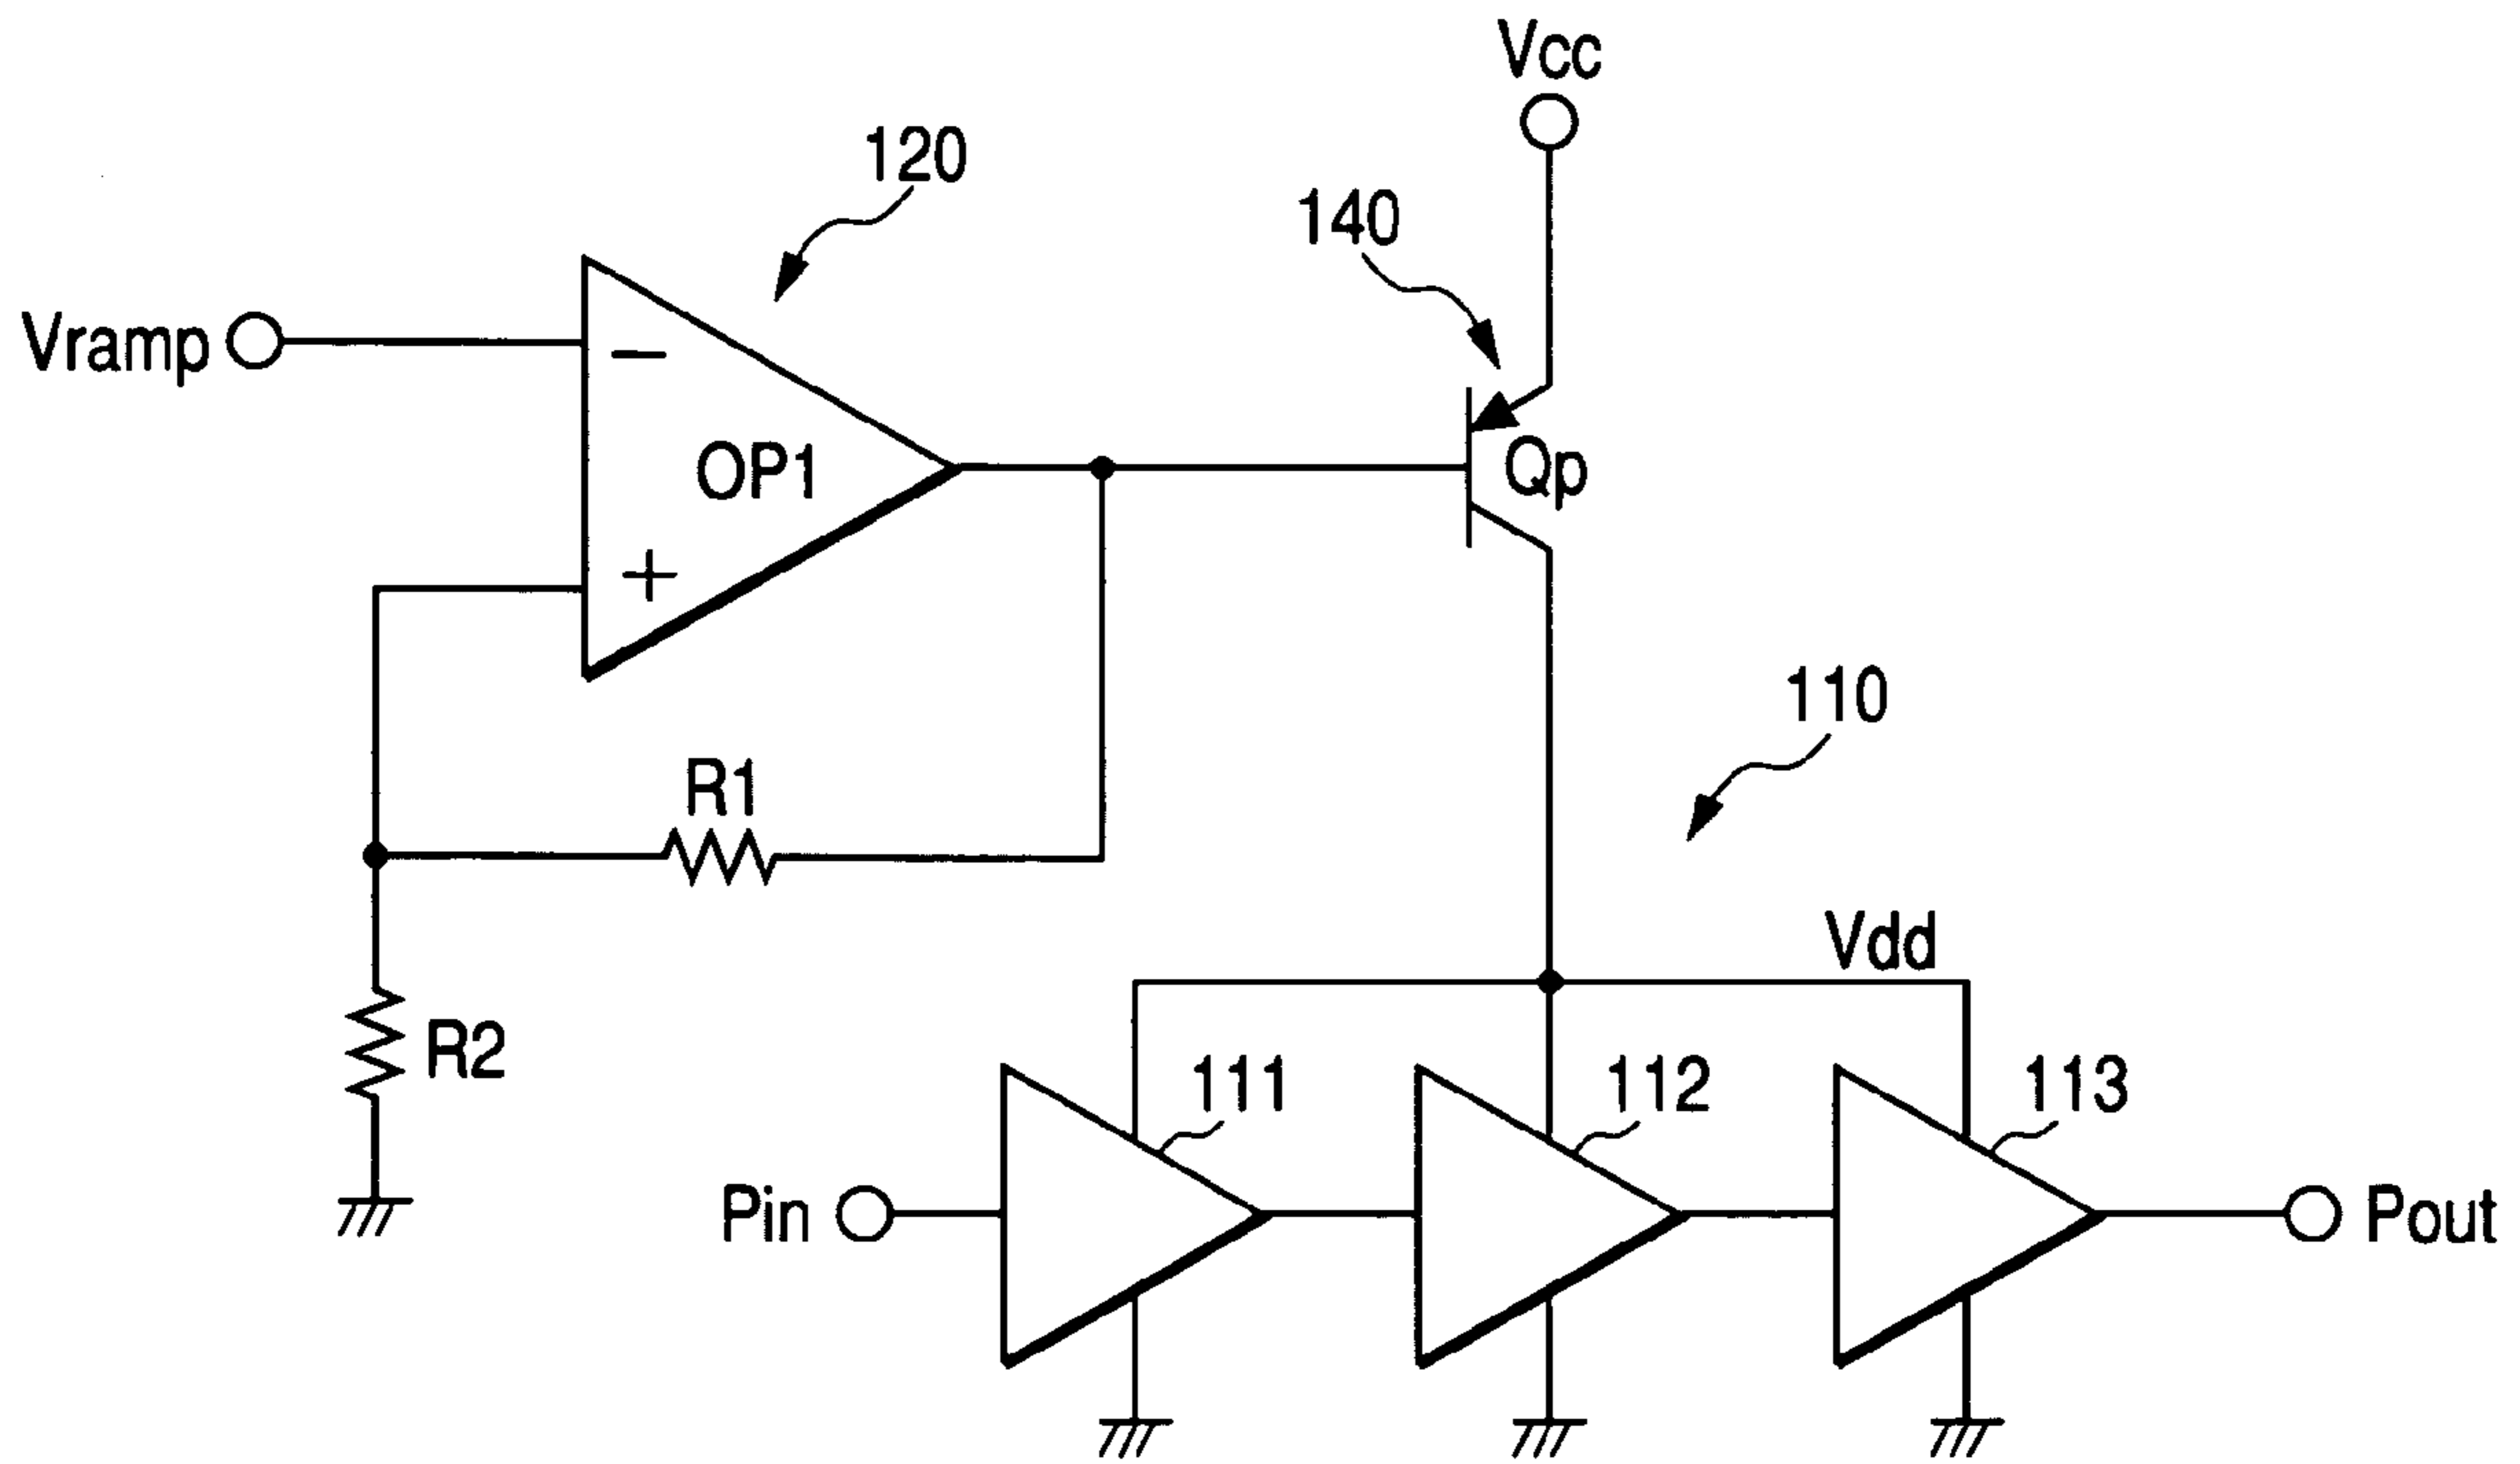 Vcc
120
140
Vramp
−
OP1
Qp
+
110
R1
Vdd
R2
111
112
113
Pin
Pout